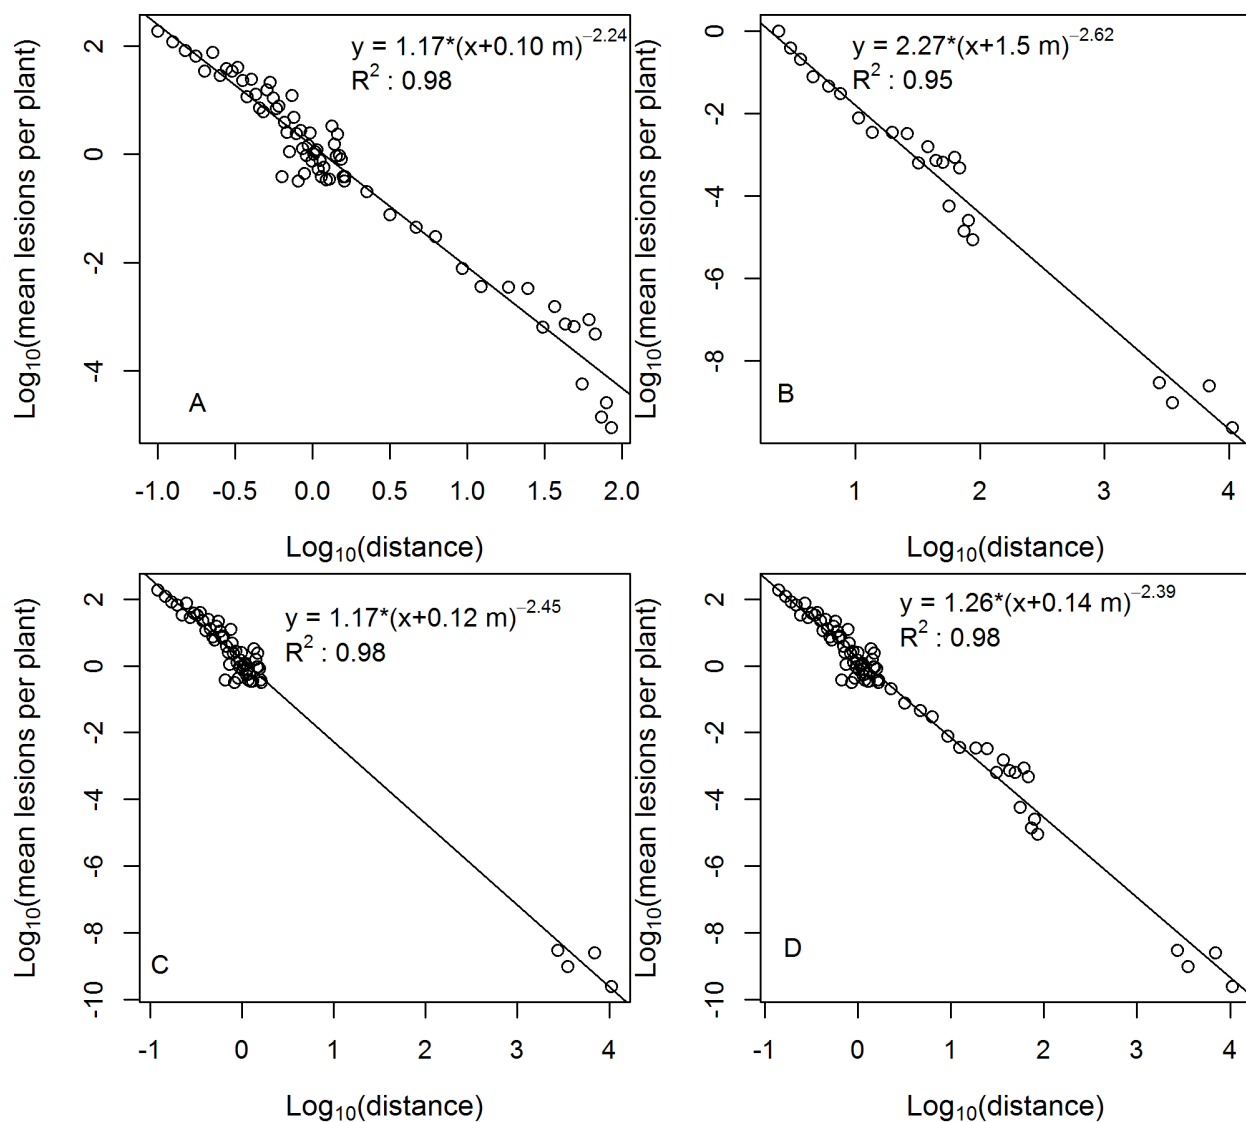 y = 1.17*(x+0.10 m)^−2.24
R² : 0.98
A
Log₁₀(mean lesions per plant)
2
0
-2
-4
-1.0 -0.5 0.0 0.5 1.0 1.5 2.0
Log₁₀(distance)
y = 2.27*(x+1.5 m)^−2.62
R² : 0.95
B
Log₁₀(mean lesions per plant)
0
-2
-4
-6
-8
1 2 3 4
Log₁₀(distance)
y = 1.17*(x+0.12 m)^−2.45
R² : 0.98
C
Log₁₀(mean lesions per plant)
2
0
-2
-4
-6
-8
-10
-1 0 1 2 3 4
Log₁₀(distance)
y = 1.26*(x+0.14 m)^−2.39
R² : 0.98
D
Log₁₀(mean lesions per plant)
2
0
-2
-4
-6
-8
-10
-1 0 1 2 3 4
Log₁₀(distance)